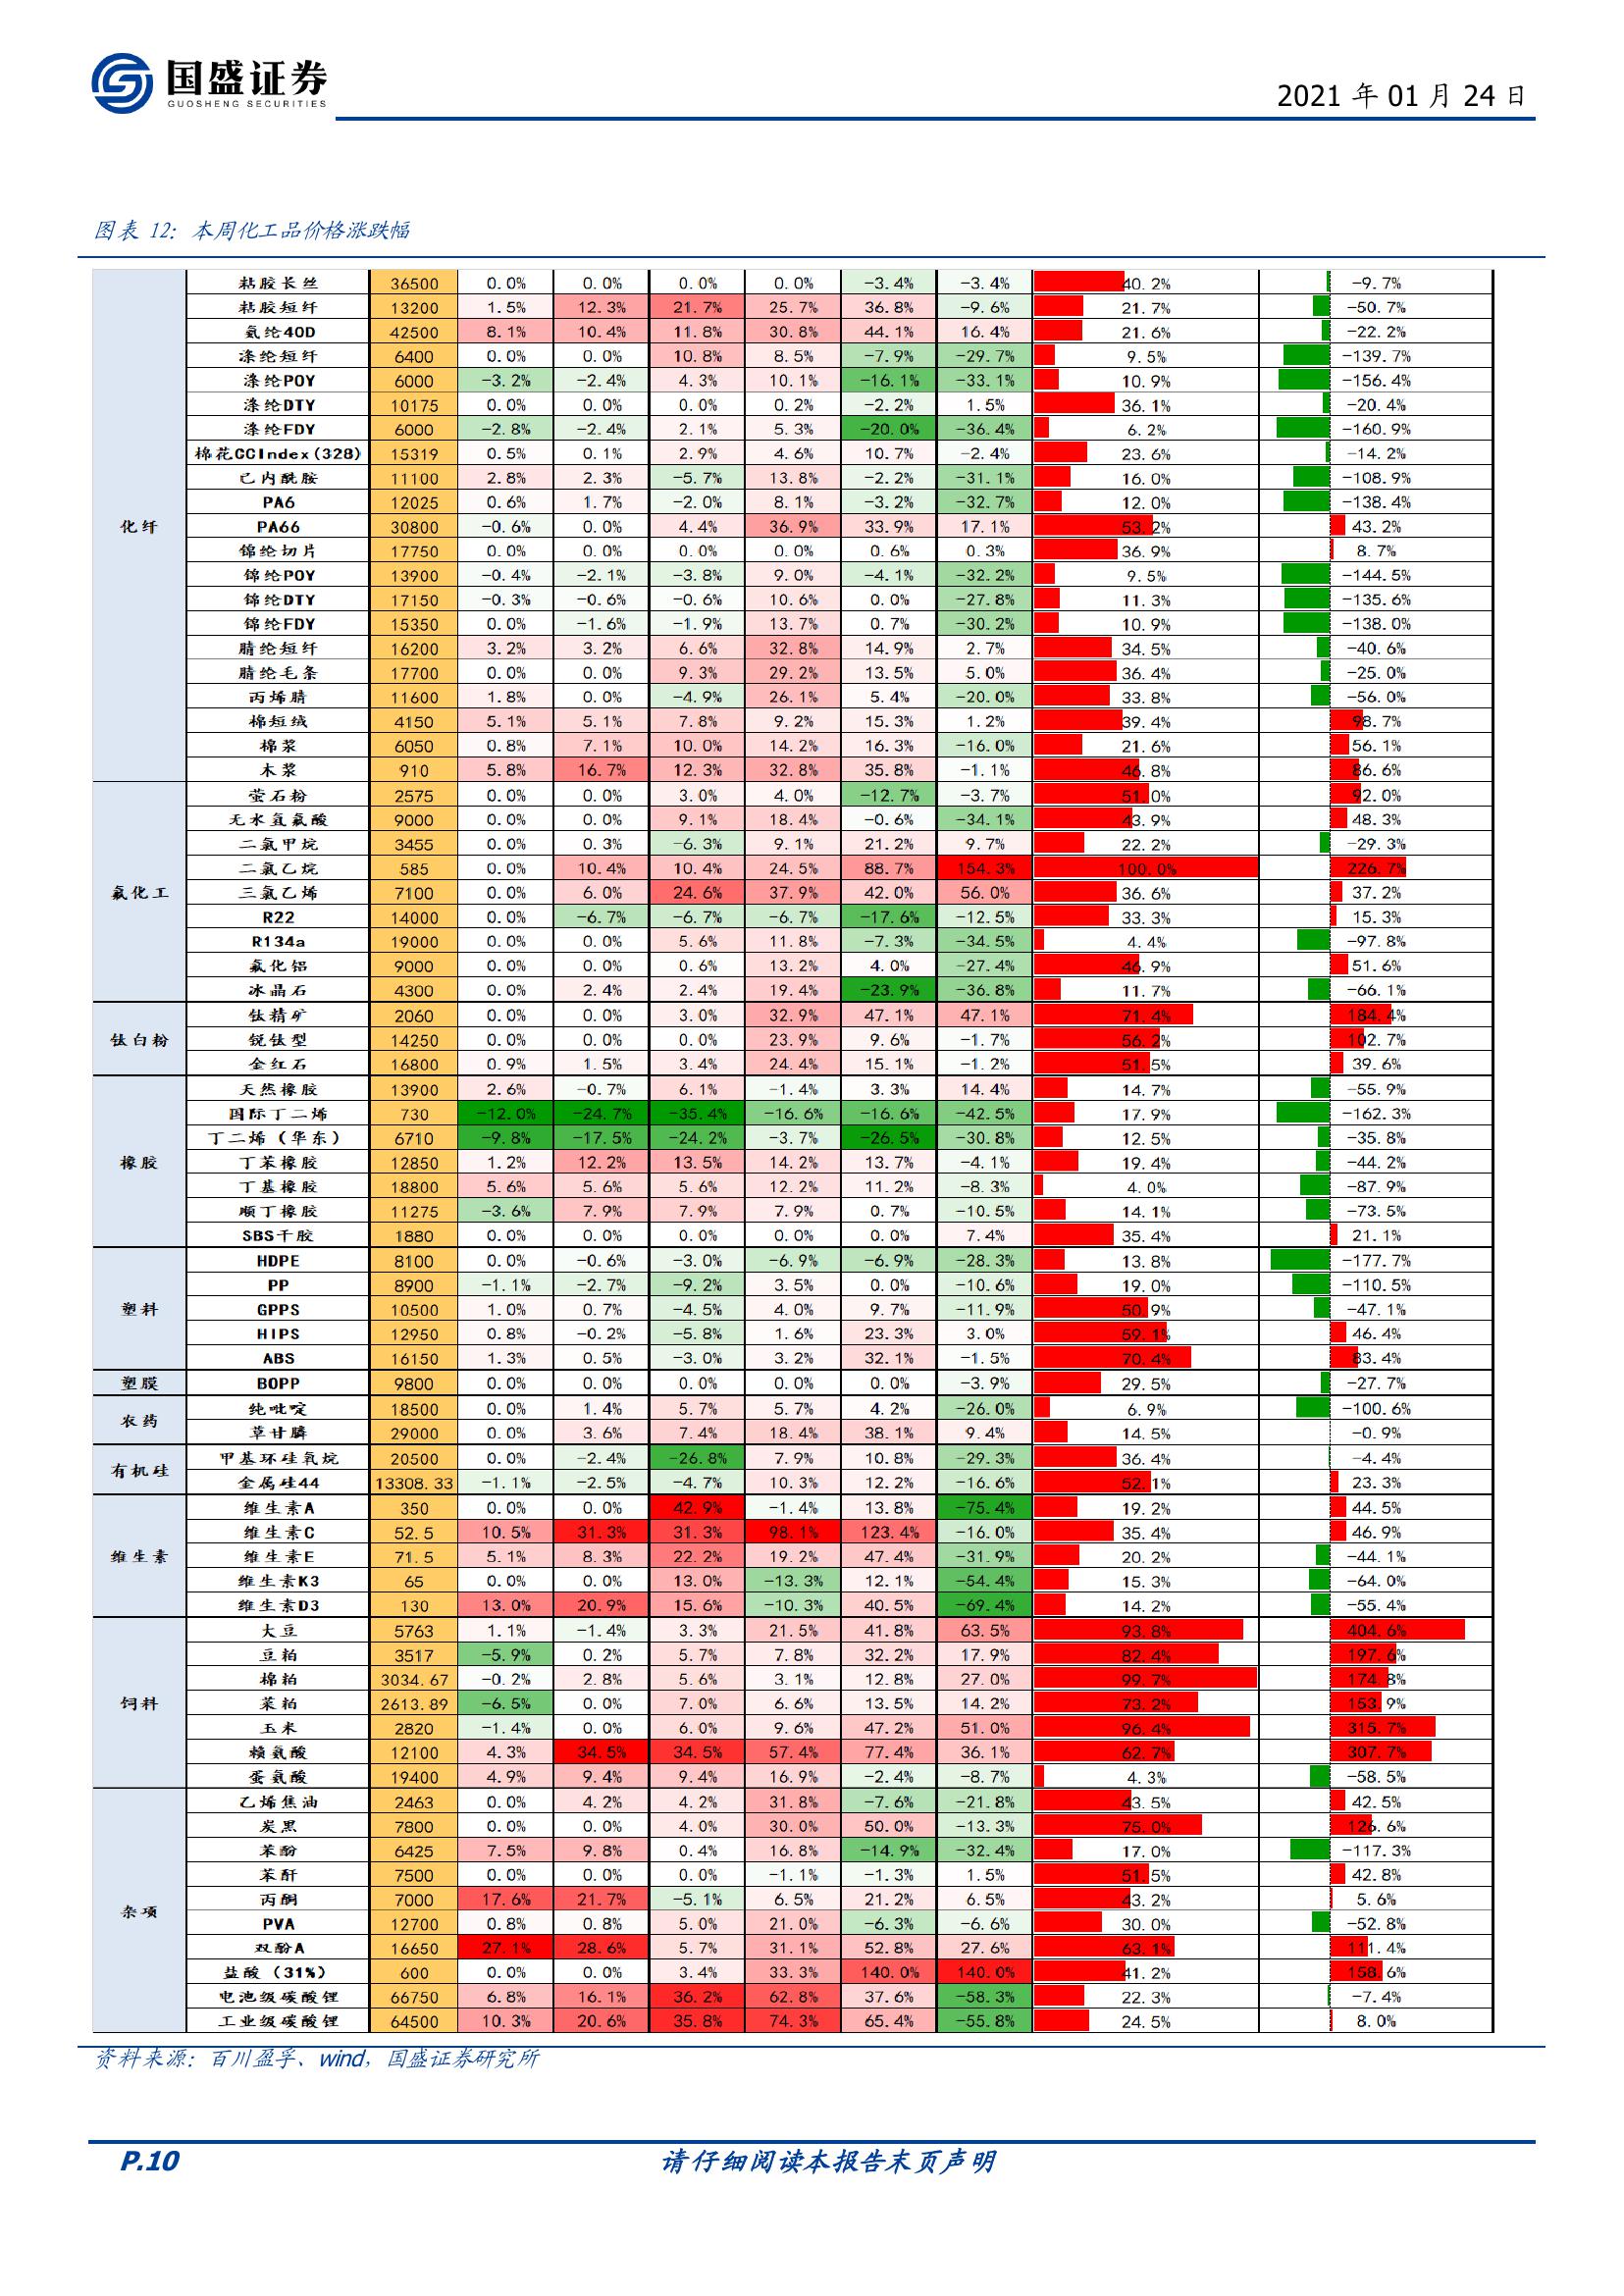 国盛证券
GUOSHENG SECURITIES
2021 年 01 月 24 日
图表 12：本周化工品价格涨跌幅
化纤
粘胶长丝 36500 0.0% 0.0% 0.0% 0.0% -3.4% -3.4% 40.2% -9.7%
粘胶短纤 13200 1.5% 12.3% 21.7% 25.7% 36.8% -9.6% 21.7% -50.7%
氨纶40D 42500 8.1% 10.4% 11.8% 30.8% 44.1% 16.4% 21.6% -22.2%
涤纶短纤 6400 0.0% 0.0% 10.8% 8.5% -7.9% -29.7% 9.5% -139.7%
涤纶POY 6000 -3.2% -2.4% 4.3% 10.1% -16.1% -33.1% 10.9% -156.4%
涤纶DTY 10175 0.0% 0.0% 0.0% 0.2% -2.2% 1.5% 36.1% -20.4%
涤纶FDY 6000 -2.8% -2.4% 2.1% 5.3% -20.0% -36.4% 6.2% -160.9%
棉花CCIndex(328) 15319 0.5% 0.1% 2.9% 4.6% 10.7% -2.4% 23.6% -14.2%
己内酰胺 11100 2.8% 2.3% -5.7% 13.8% -2.2% -31.1% 16.0% -108.9%
PA6 12025 0.6% 1.7% -2.0% 8.1% -3.2% -32.7% 12.0% -138.4%
PA66 30800 -0.6% 0.0% 4.4% 36.9% 33.9% 17.1% 53.2% 43.2%
锦纶切片 17750 0.0% 0.0% 0.0% 0.0% 0.6% 0.3% 36.9% 8.7%
锦纶POY 13900 -0.4% -2.1% -3.8% 9.0% -4.1% -32.2% 9.5% -144.5%
锦纶DTY 17150 -0.3% -0.6% -0.6% 10.6% 0.0% -27.8% 11.3% -135.6%
锦纶FDY 15350 0.0% -1.6% -1.9% 13.7% 0.7% -30.2% 10.9% -138.0%
腈纶短纤 16200 3.2% 3.2% 6.6% 32.8% 14.9% 2.7% 34.5% -40.6%
腈纶毛条 17700 0.0% 0.0% 9.3% 29.2% 13.5% 5.0% 36.4% -25.0%
丙烯腈 11600 1.8% 0.0% -4.9% 26.1% 5.4% -20.0% 33.8% -56.0%
棉短绒 4150 5.1% 5.1% 7.8% 9.2% 15.3% 1.2% 39.4% 98.7%
棉浆 6050 0.8% 7.1% 10.0% 14.2% 16.3% -16.0% 21.6% 56.1%
木浆 910 5.8% 16.7% 12.3% 32.8% 35.8% -1.1% 46.8% 86.6%
氟化工
萤石粉 2575 0.0% 0.0% 3.0% 4.0% -12.7% -3.7% 51.0% 92.0%
无水氢氟酸 9000 0.0% 0.0% 9.1% 18.4% -0.6% -34.1% 43.9% 48.3%
二氯甲烷 3455 0.0% 0.3% -6.3% 9.1% 21.2% 9.7% 22.2% -29.3%
二氯乙烷 585 0.0% 10.4% 10.4% 24.5% 88.7% 154.3% 100.0% 226.7%
三氯乙烯 7100 0.0% 6.0% 24.6% 37.9% 42.0% 56.0% 36.6% 37.2%
R22 14000 0.0% -6.7% -6.7% -6.7% -17.6% -12.5% 33.3% 15.3%
R134a 19000 0.0% 0.0% 5.6% 11.8% -7.3% -34.5% 4.4% -97.8%
氟化铝 9000 0.0% 0.0% 0.6% 13.2% 4.0% -27.4% 46.9% 51.6%
冰晶石 4300 0.0% 2.4% 2.4% 19.4% -23.9% -36.8% 11.7% -66.1%
钛白粉
钛精矿 2060 0.0% 0.0% 3.0% 32.9% 47.1% 47.1% 71.4% 184.4%
锐钛型 14250 0.0% 0.0% 0.0% 23.9% 9.6% -1.7% 56.2% 102.7%
金红石 16800 0.9% 1.5% 3.4% 24.4% 15.1% -1.2% 51.5% 39.6%
橡胶
天然橡胶 13900 2.6% -0.7% 6.1% -1.4% 3.3% 14.4% 14.7% -55.9%
国际丁二烯 730 -12.0% -24.7% -35.4% -16.6% -16.6% -42.5% 17.9% -162.3%
丁二烯（华东） 6710 -9.8% -17.5% -24.2% -3.7% -26.5% -30.8% 12.5% -35.8%
丁苯橡胶 12850 1.2% 12.2% 13.5% 14.2% 13.7% -4.1% 19.4% -44.2%
丁基橡胶 18800 5.6% 5.6% 5.6% 12.2% 11.2% -8.3% 4.0% -87.9%
顺丁橡胶 11275 -3.6% 7.9% 7.9% 7.9% 0.7% -10.5% 14.1% -73.5%
SBS干胶 1880 0.0% 0.0% 0.0% 0.0% 0.0% 7.4% 35.4% 21.1%
塑料
HDPE 8100 0.0% -0.6% -3.0% -6.9% -6.9% -28.3% 13.8% -177.7%
PP 8900 -1.1% -2.7% -9.2% 3.5% 0.0% -10.6% 19.0% -110.5%
GPPS 10500 1.0% 0.7% -4.5% 4.0% 9.7% -11.9% 50.9% -47.1%
HIPS 12950 0.8% -0.2% -5.8% 1.6% 23.3% 3.0% 59.1% 46.4%
ABS 16150 1.3% 0.5% -3.0% 3.2% 32.1% -1.5% 70.4% 83.4%
塑膜
BOPP 9800 0.0% 0.0% 0.0% 0.0% 0.0% -3.9% 29.5% -27.7%
农药
纯吡啶 18500 0.0% 1.4% 5.7% 5.7% 4.2% -26.0% 6.9% -100.6%
草甘膦 29000 0.0% 3.6% 7.4% 18.4% 38.1% 9.4% 14.5% -0.9%
有机硅
甲基环硅氧烷 20500 0.0% -2.4% -26.8% 7.9% 10.8% -29.3% 36.4% -4.4%
金属硅44 13308.33 -1.1% -2.5% -4.7% 10.3% 12.2% -16.6% 52.1% 23.3%
维生素
维生素A 350 0.0% 0.0% 42.9% -1.4% 13.8% -75.4% 19.2% 44.5%
维生素C 52.5 10.5% 31.3% 31.3% 98.1% 123.4% -16.0% 35.4% 46.9%
维生素E 71.5 5.1% 8.3% 22.2% 19.2% 47.4% -31.9% 20.2% -44.1%
维生素K3 65 0.0% 0.0% 13.0% -13.3% 12.1% -54.4% 15.3% -64.0%
维生素D3 130 13.0% 20.9% 15.6% -10.3% 40.5% -69.4% 14.2% -55.4%
饲料
大豆 5763 1.1% -1.4% 3.3% 21.5% 41.8% 63.5% 93.8% 404.6%
豆粕 3517 -5.9% 0.2% 5.7% 7.8% 32.2% 17.9% 82.4% 197.6%
棉粕 3034.67 -0.2% 2.8% 5.6% 3.1% 12.8% 27.0% 99.7% 174.8%
菜粕 2613.89 -6.5% 0.0% 7.0% 6.6% 13.5% 14.2% 73.2% 153.9%
玉米 2820 -1.4% 0.0% 6.0% 9.6% 47.2% 51.0% 96.4% 315.7%
赖氨酸 12100 4.3% 34.5% 34.5% 57.4% 77.4% 36.1% 62.7% 307.7%
蛋氨酸 19400 4.9% 9.4% 9.4% 16.9% -2.4% -8.7% 4.3% -58.5%
杂项
乙烯焦油 2463 0.0% 4.2% 4.2% 31.8% -7.6% -21.8% 43.5% 42.5%
炭黑 7800 0.0% 0.0% 4.0% 30.0% 50.0% -13.3% 75.0% 126.6%
苯酚 6425 7.5% 9.8% 0.4% 16.8% -14.9% -32.4% 17.0% -117.3%
苯酐 7500 0.0% 0.0% 0.0% -1.1% -1.3% 1.5% 51.5% 42.8%
丙酮 7000 17.6% 21.7% -5.1% 6.5% 21.2% 6.5% 43.2% 5.6%
PVA 12700 0.8% 0.8% 5.0% 21.0% -6.3% -6.6% 30.0% -52.8%
双酚A 16650 27.1% 28.6% 5.7% 31.1% 52.8% 27.6% 63.1% 111.4%
盐酸（31%） 600 0.0% 0.0% 3.4% 33.3% 140.0% 140.0% 41.2% 158.6%
电池级碳酸锂 66750 6.8% 16.1% 36.2% 62.8% 37.6% -58.3% 22.3% -7.4%
工业级碳酸锂 64500 10.3% 20.6% 35.8% 74.3% 65.4% -55.8% 24.5% 8.0%
资料来源：百川盈孚、wind，国盛证券研究所
P.10 请仔细阅读本报告末页声明